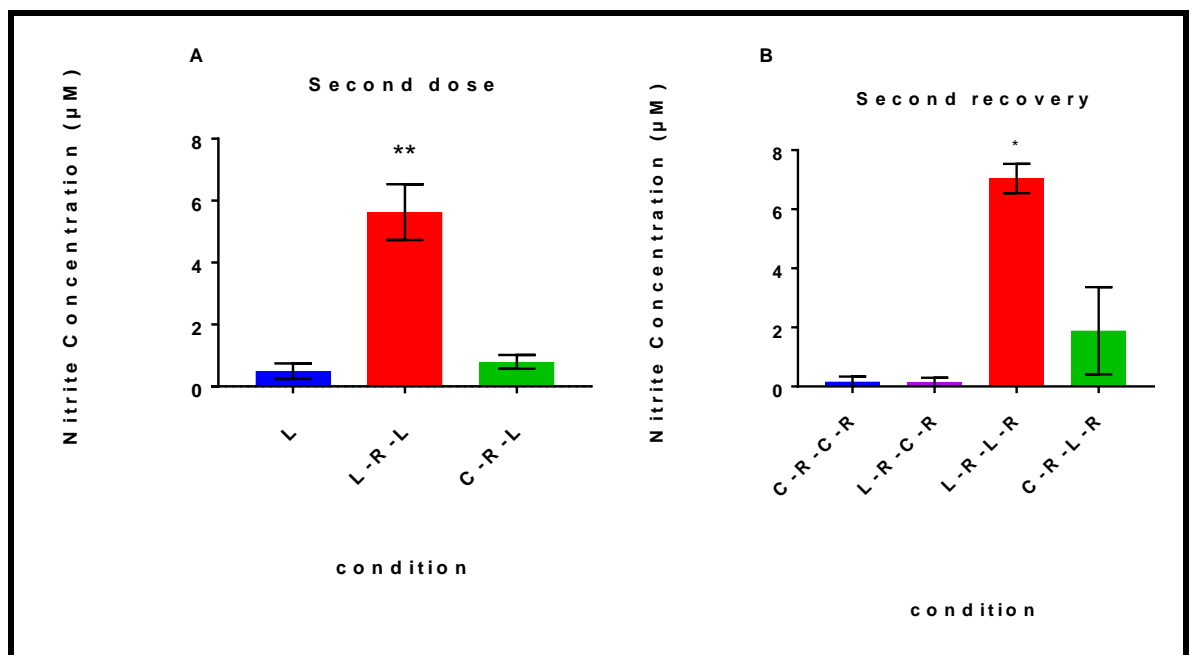 A
Second dose
Nitrite Concentration (µM)
8
6
4
2
0
**
L
L-R-L
C-R-L
condition
B
Second recovery
Nitrite Concentration (µM)
8
6
4
2
0
*
C-R-C-R
L-R-C-R
L-R-L-R
C-R-L-R
condition